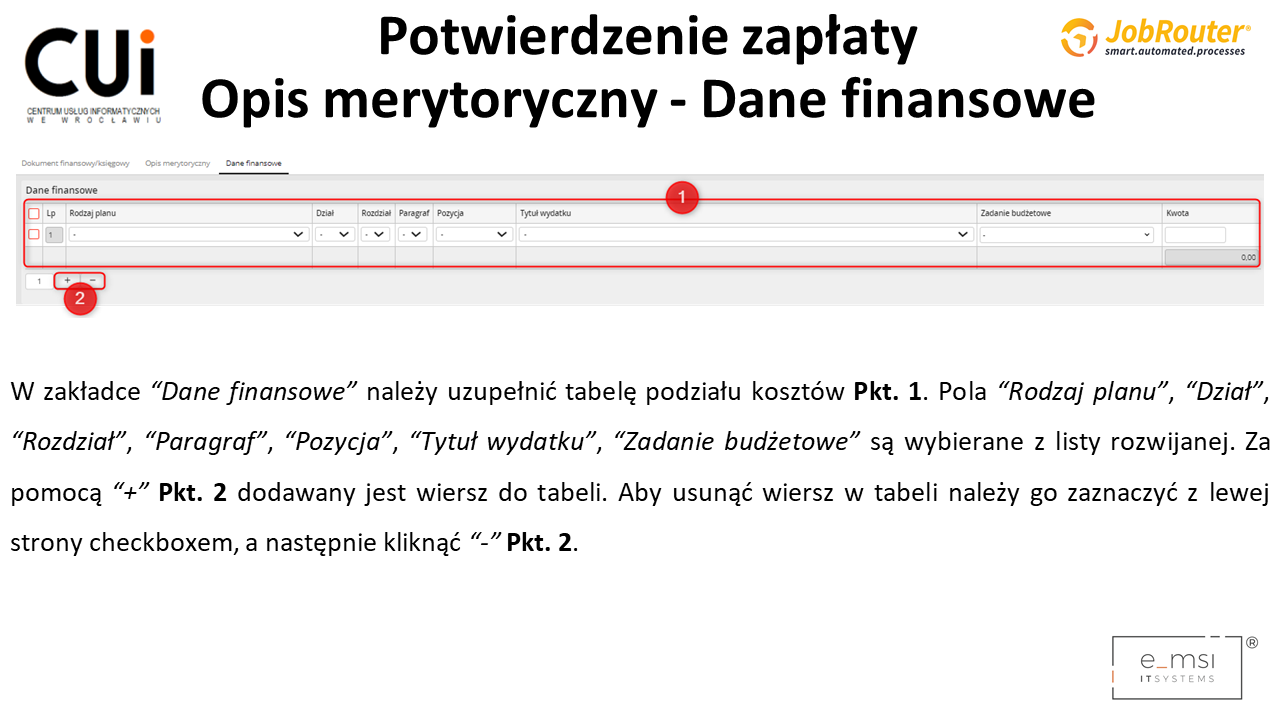 CUi
CENTRUM USŁUG INFORMATYCZNYCH
WE WROCŁAWIU
Potwierdzenie zapłaty
Opis merytoryczny - Dane finansowe
JobRouter®
smart.automated.processes
Dokument finansowy/księgowy Opis merytoryczny Dane finansowe
Dane finansowe
1
Lp Rodzaj planu Dział Rozdział Paragraf Pozycja Tytuł wydatku Zadanie budżetowe Kwota
1 - - - - - - -
0,00
1 + −
2
W zakładce “Dane finansowe” należy uzupełnić tabelę podziału kosztów Pkt. 1. Pola “Rodzaj planu”, “Dział”,
“Rozdział”, “Paragraf”, “Pozycja”, “Tytuł wydatku”, “Zadanie budżetowe” są wybierane z listy rozwijanej. Za
pomocą “+” Pkt. 2 dodawany jest wiersz do tabeli. Aby usunąć wiersz w tabeli należy go zaznaczyć z lewej
strony checkboxem, a następnie kliknąć “-” Pkt. 2.
e_msi ®
ITSYSTEMS